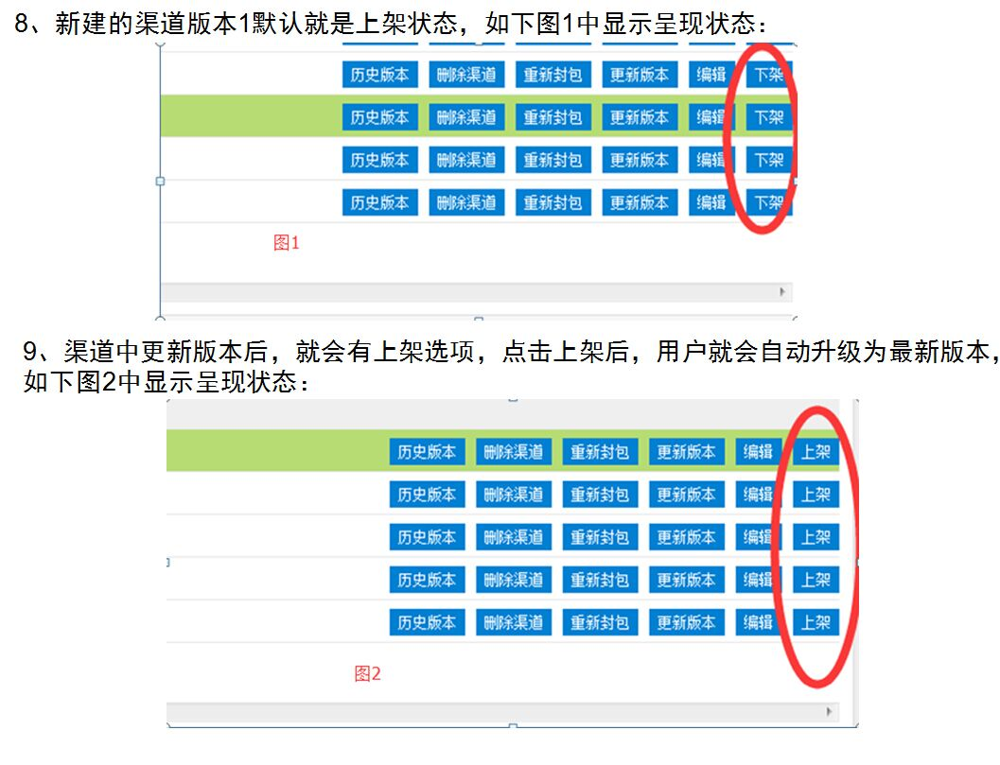 8、新建的渠道版本1默认就是上架状态，如下图1中显示呈现状态：
历史版本 删除渠道 重新封包 更新版本 编辑 下架
历史版本 删除渠道 重新封包 更新版本 编辑 下架
历史版本 删除渠道 重新封包 更新版本 编辑 下架
历史版本 删除渠道 重新封包 更新版本 编辑 下架
图1
9、渠道中更新版本后，就会有上架选项，点击上架后，用户就会自动升级为最新版本，
如下图2中显示呈现状态：
历史版本 删除渠道 重新封包 更新版本 编辑 上架
历史版本 删除渠道 重新封包 更新版本 编辑 上架
历史版本 删除渠道 重新封包 更新版本 编辑 上架
历史版本 删除渠道 重新封包 更新版本 编辑 上架
历史版本 删除渠道 重新封包 更新版本 编辑 上架
图2